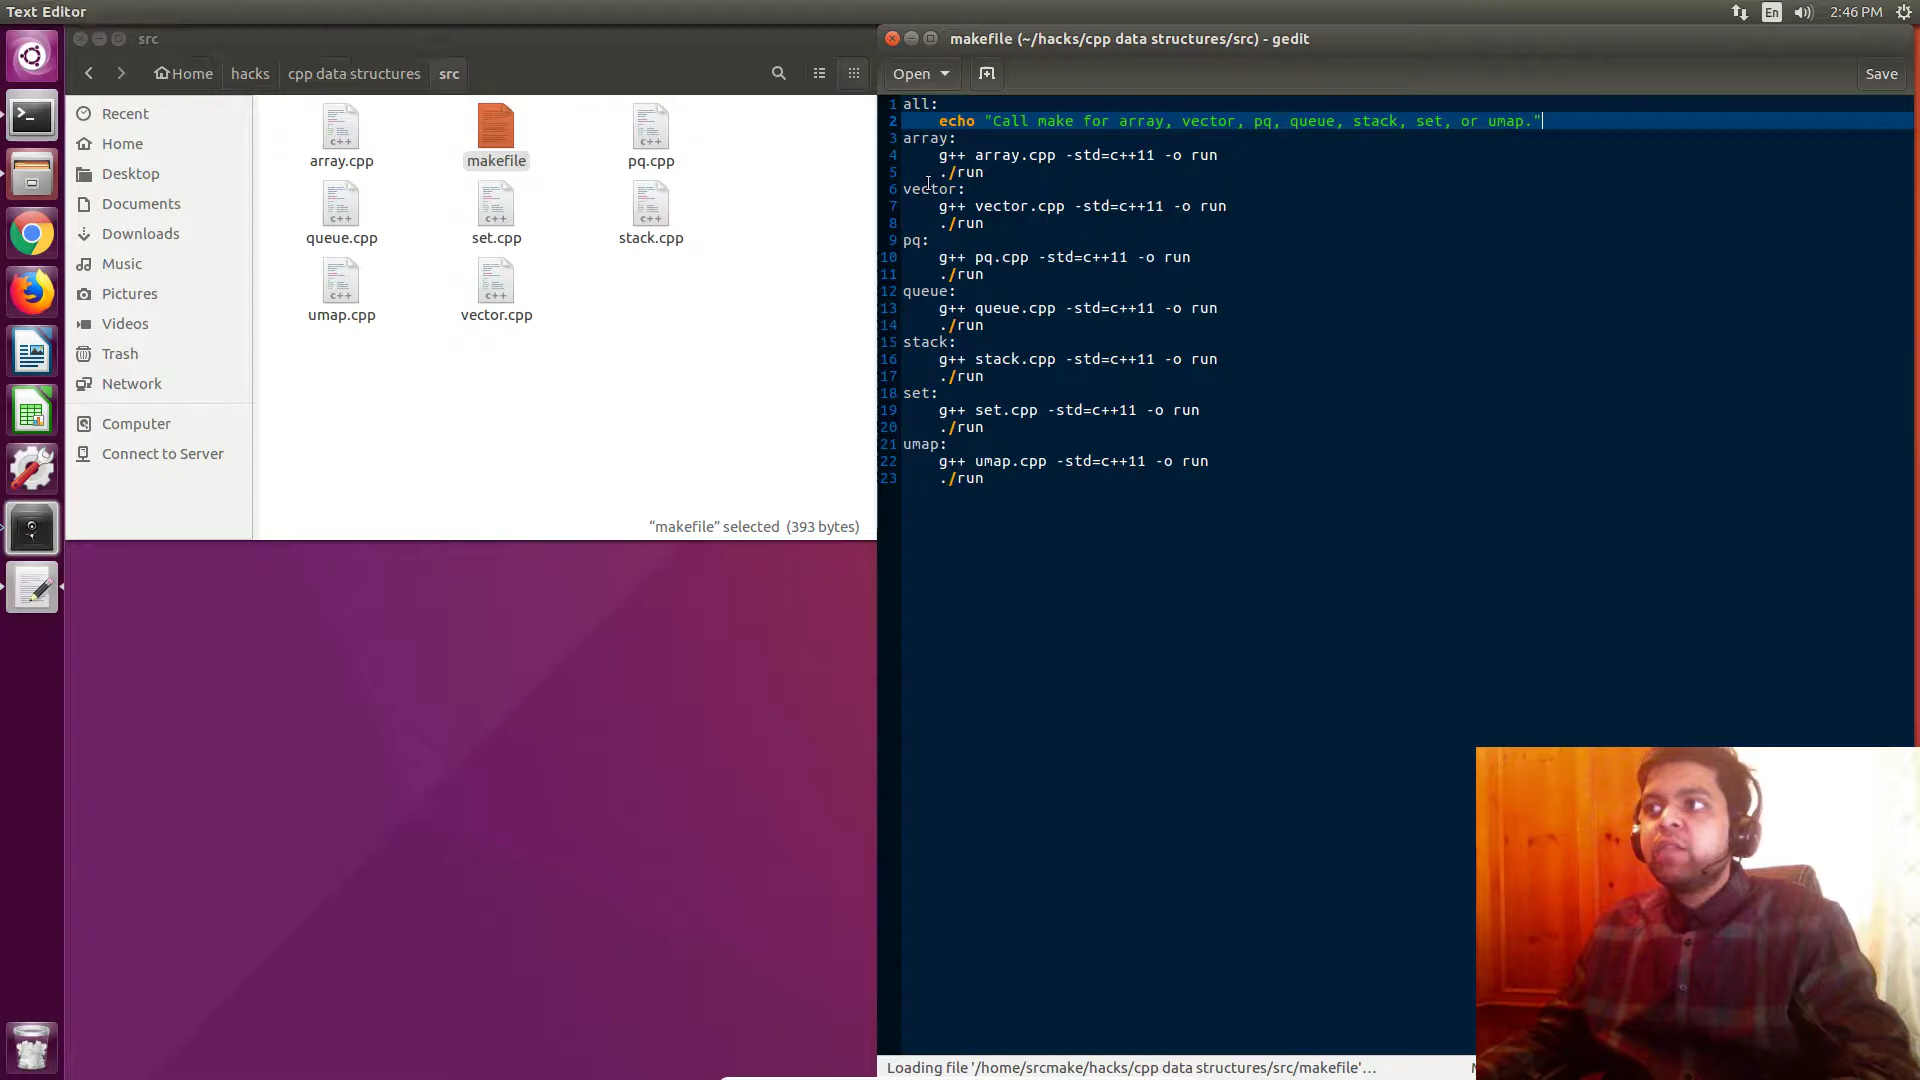 Text Editor
En
2:46 PM
src
makefile (~/hacks/cpp data structures/src) - gedit
Home
hacks
cpp data structures
src
Open
Save
Recent
Home
Desktop
Documents
Downloads
Music
Pictures
Videos
Trash
Network
Computer
Connect to Server
array.cpp
makefile
pq.cpp
queue.cpp
set.cpp
stack.cpp
umap.cpp
vector.cpp
“makefile” selected (393 bytes)
1 all:
2 echo "Call make for array, vector, pq, queue, stack, set, or umap."
3 array:
4 g++ array.cpp -std=c++11 -o run
5 ./run
6 vector:
7 g++ vector.cpp -std=c++11 -o run
8 ./run
9 pq:
10 g++ pq.cpp -std=c++11 -o run
11 ./run
12 queue:
13 g++ queue.cpp -std=c++11 -o run
14 ./run
15 stack:
16 g++ stack.cpp -std=c++11 -o run
17 ./run
18 set:
19 g++ set.cpp -std=c++11 -o run
20 ./run
21 umap:
22 g++ umap.cpp -std=c++11 -o run
23 ./run
Loading file '/home/srcmake/hacks/cpp data structures/src/makefile'...